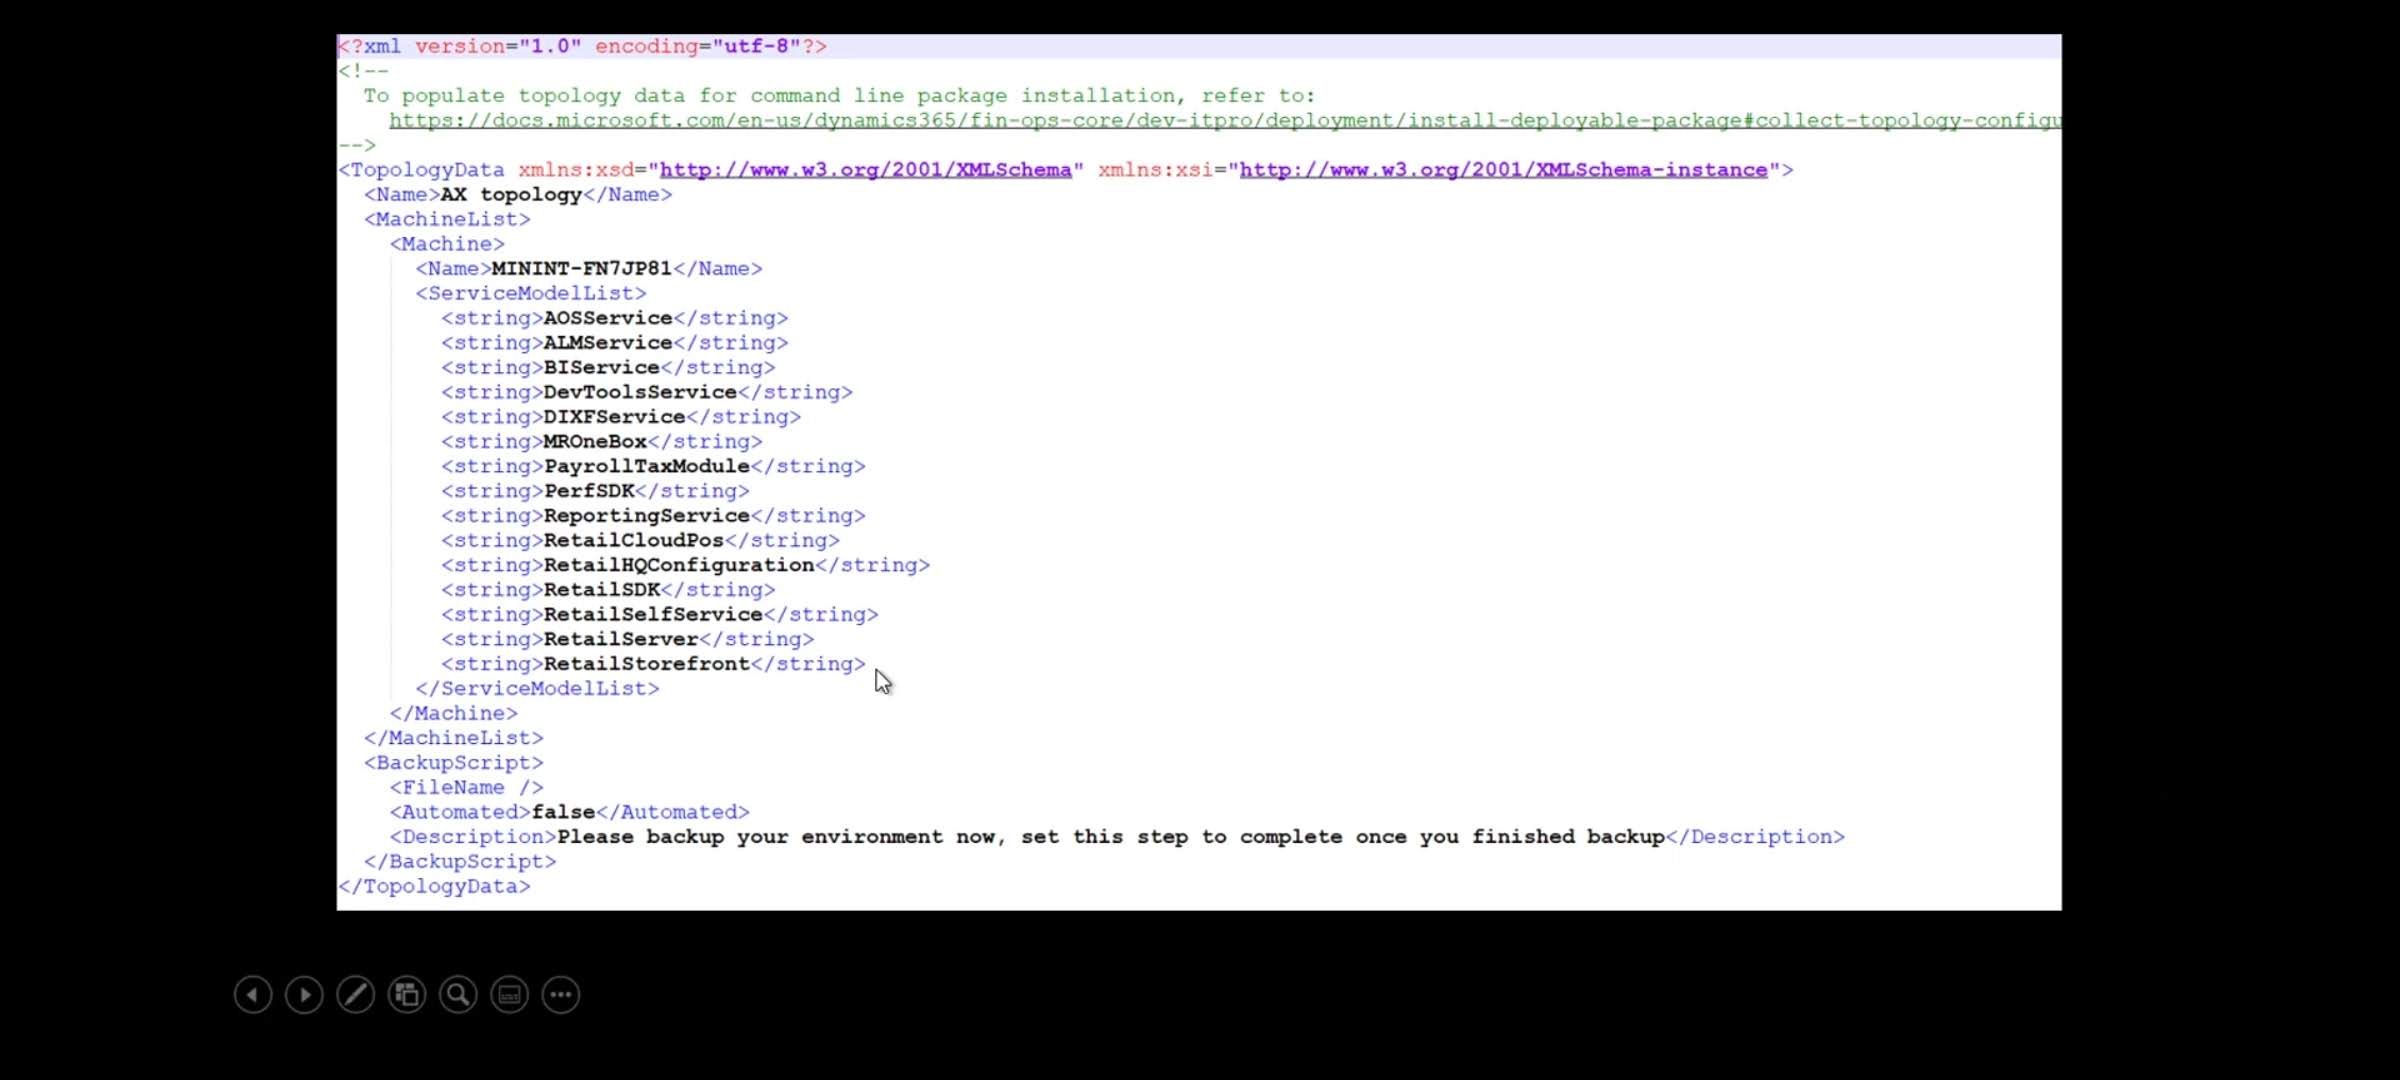 <?xml version="1.0" encoding="utf-8"?>
<!--
To populate topology data for command line package installation, refer to:
https://docs.microsoft.com/en-us/dynamics365/fin-ops-core/dev-itpro/deployment/install-deployable-package#collect-topology-configu
-->
<TopologyData xmlns:xsd="http://www.w3.org/2001/XMLSchema" xmlns:xsi="http://www.w3.org/2001/XMLSchema-instance">
<Name>AX topology</Name>
<MachineList>
<Machine>
<Name>MININT-FN7JP81</Name>
<ServiceModelList>
<string>AOSService</string>
<string>ALMService</string>
<string>BIService</string>
<string>DevToolsService</string>
<string>DIXFService</string>
<string>MROneBox</string>
<string>PayrollTaxModule</string>
<string>PerfSDK</string>
<string>ReportingService</string>
<string>RetailCloudPos</string>
<string>RetailHQConfiguration</string>
<string>RetailSDK</string>
<string>RetailSelfService</string>
<string>RetailServer</string>
<string>RetailStorefront</string>
</ServiceModelList>
</Machine>
</MachineList>
<BackupScript>
<FileName />
<Automated>false</Automated>
<Description>Please backup your environment now, set this step to complete once you finished backup</Description>
</BackupScript>
</TopologyData>